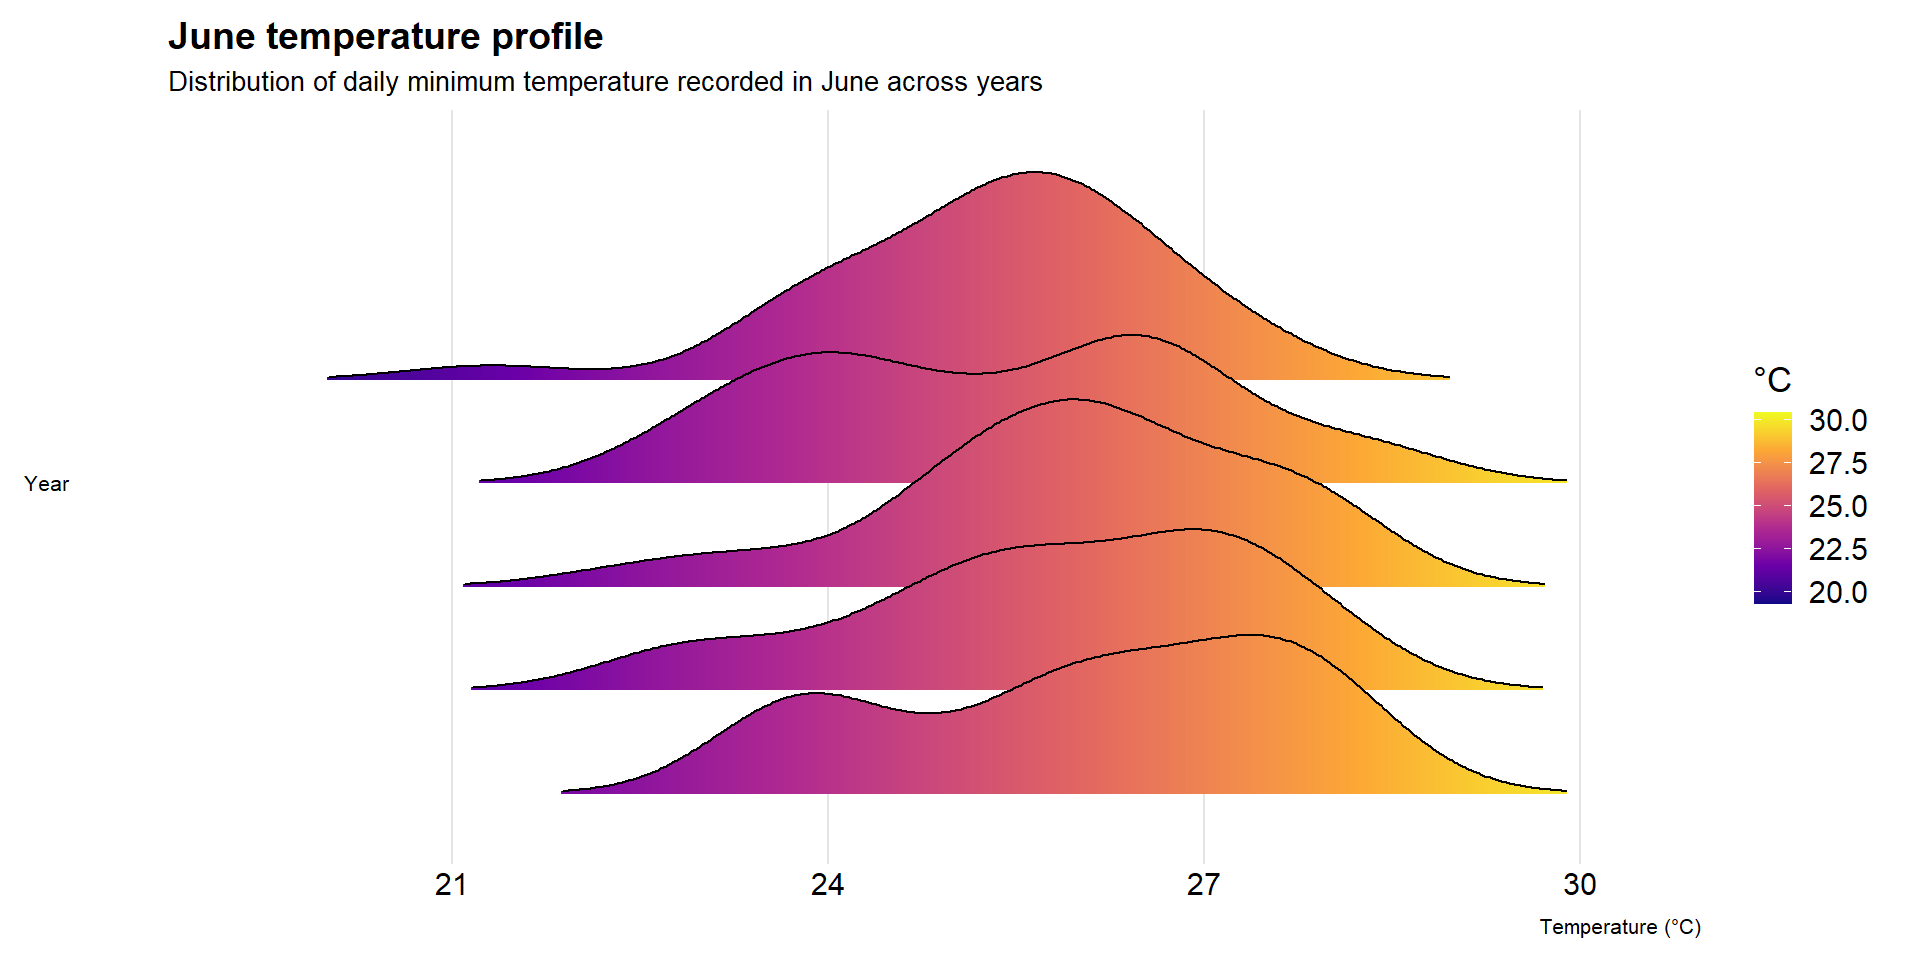 June temperature profile
Distribution of daily minimum temperature recorded in June across years
Year
°C
30.0
27.5
25.0
22.5
20.0
21 24 27 30
Temperature (°C)